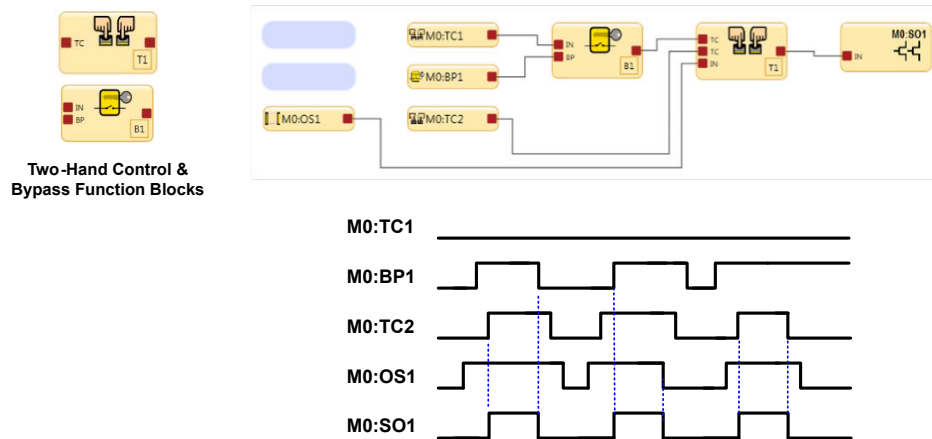 TC
T1
IN
BP
B1
Two-Hand Control &
Bypass Function Blocks
M0:TC1
M0:BP1
M0:OS1
M0:TC2
IN
BP
B1
TC
TC
IN
T1
M0:SO1
IN
M0:TC1
M0:BP1
M0:TC2
M0:OS1
M0:SO1